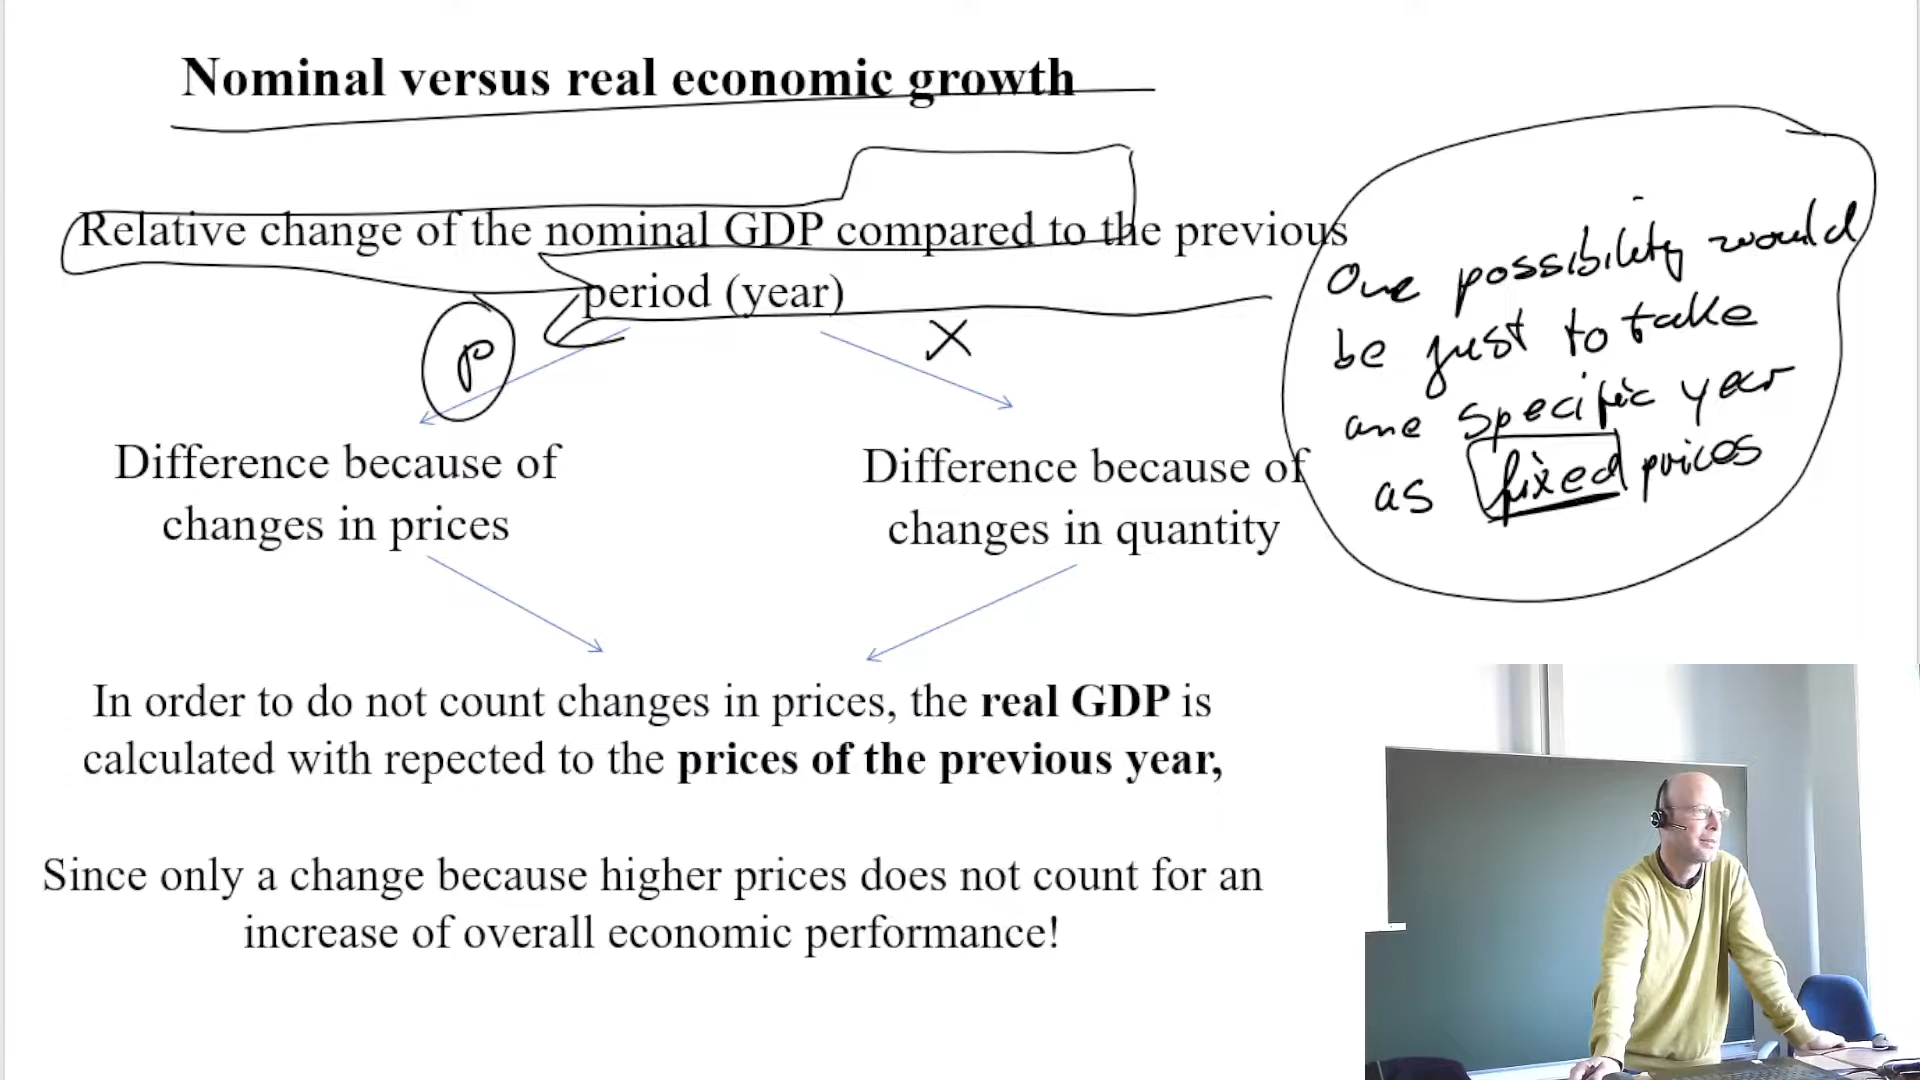 Nominal versus real economic growth
Relative change of the nominal GDP compared to the previous
period (year)
p
x
Difference because of
changes in prices
Difference because of
changes in quantity
In order to do not count changes in prices, the real GDP is
calculated with repected to the prices of the previous year,
Since only a change because higher prices does not count for an
increase of overall economic performance!
One possibility would
be just to take
one specific year
as fixed prices